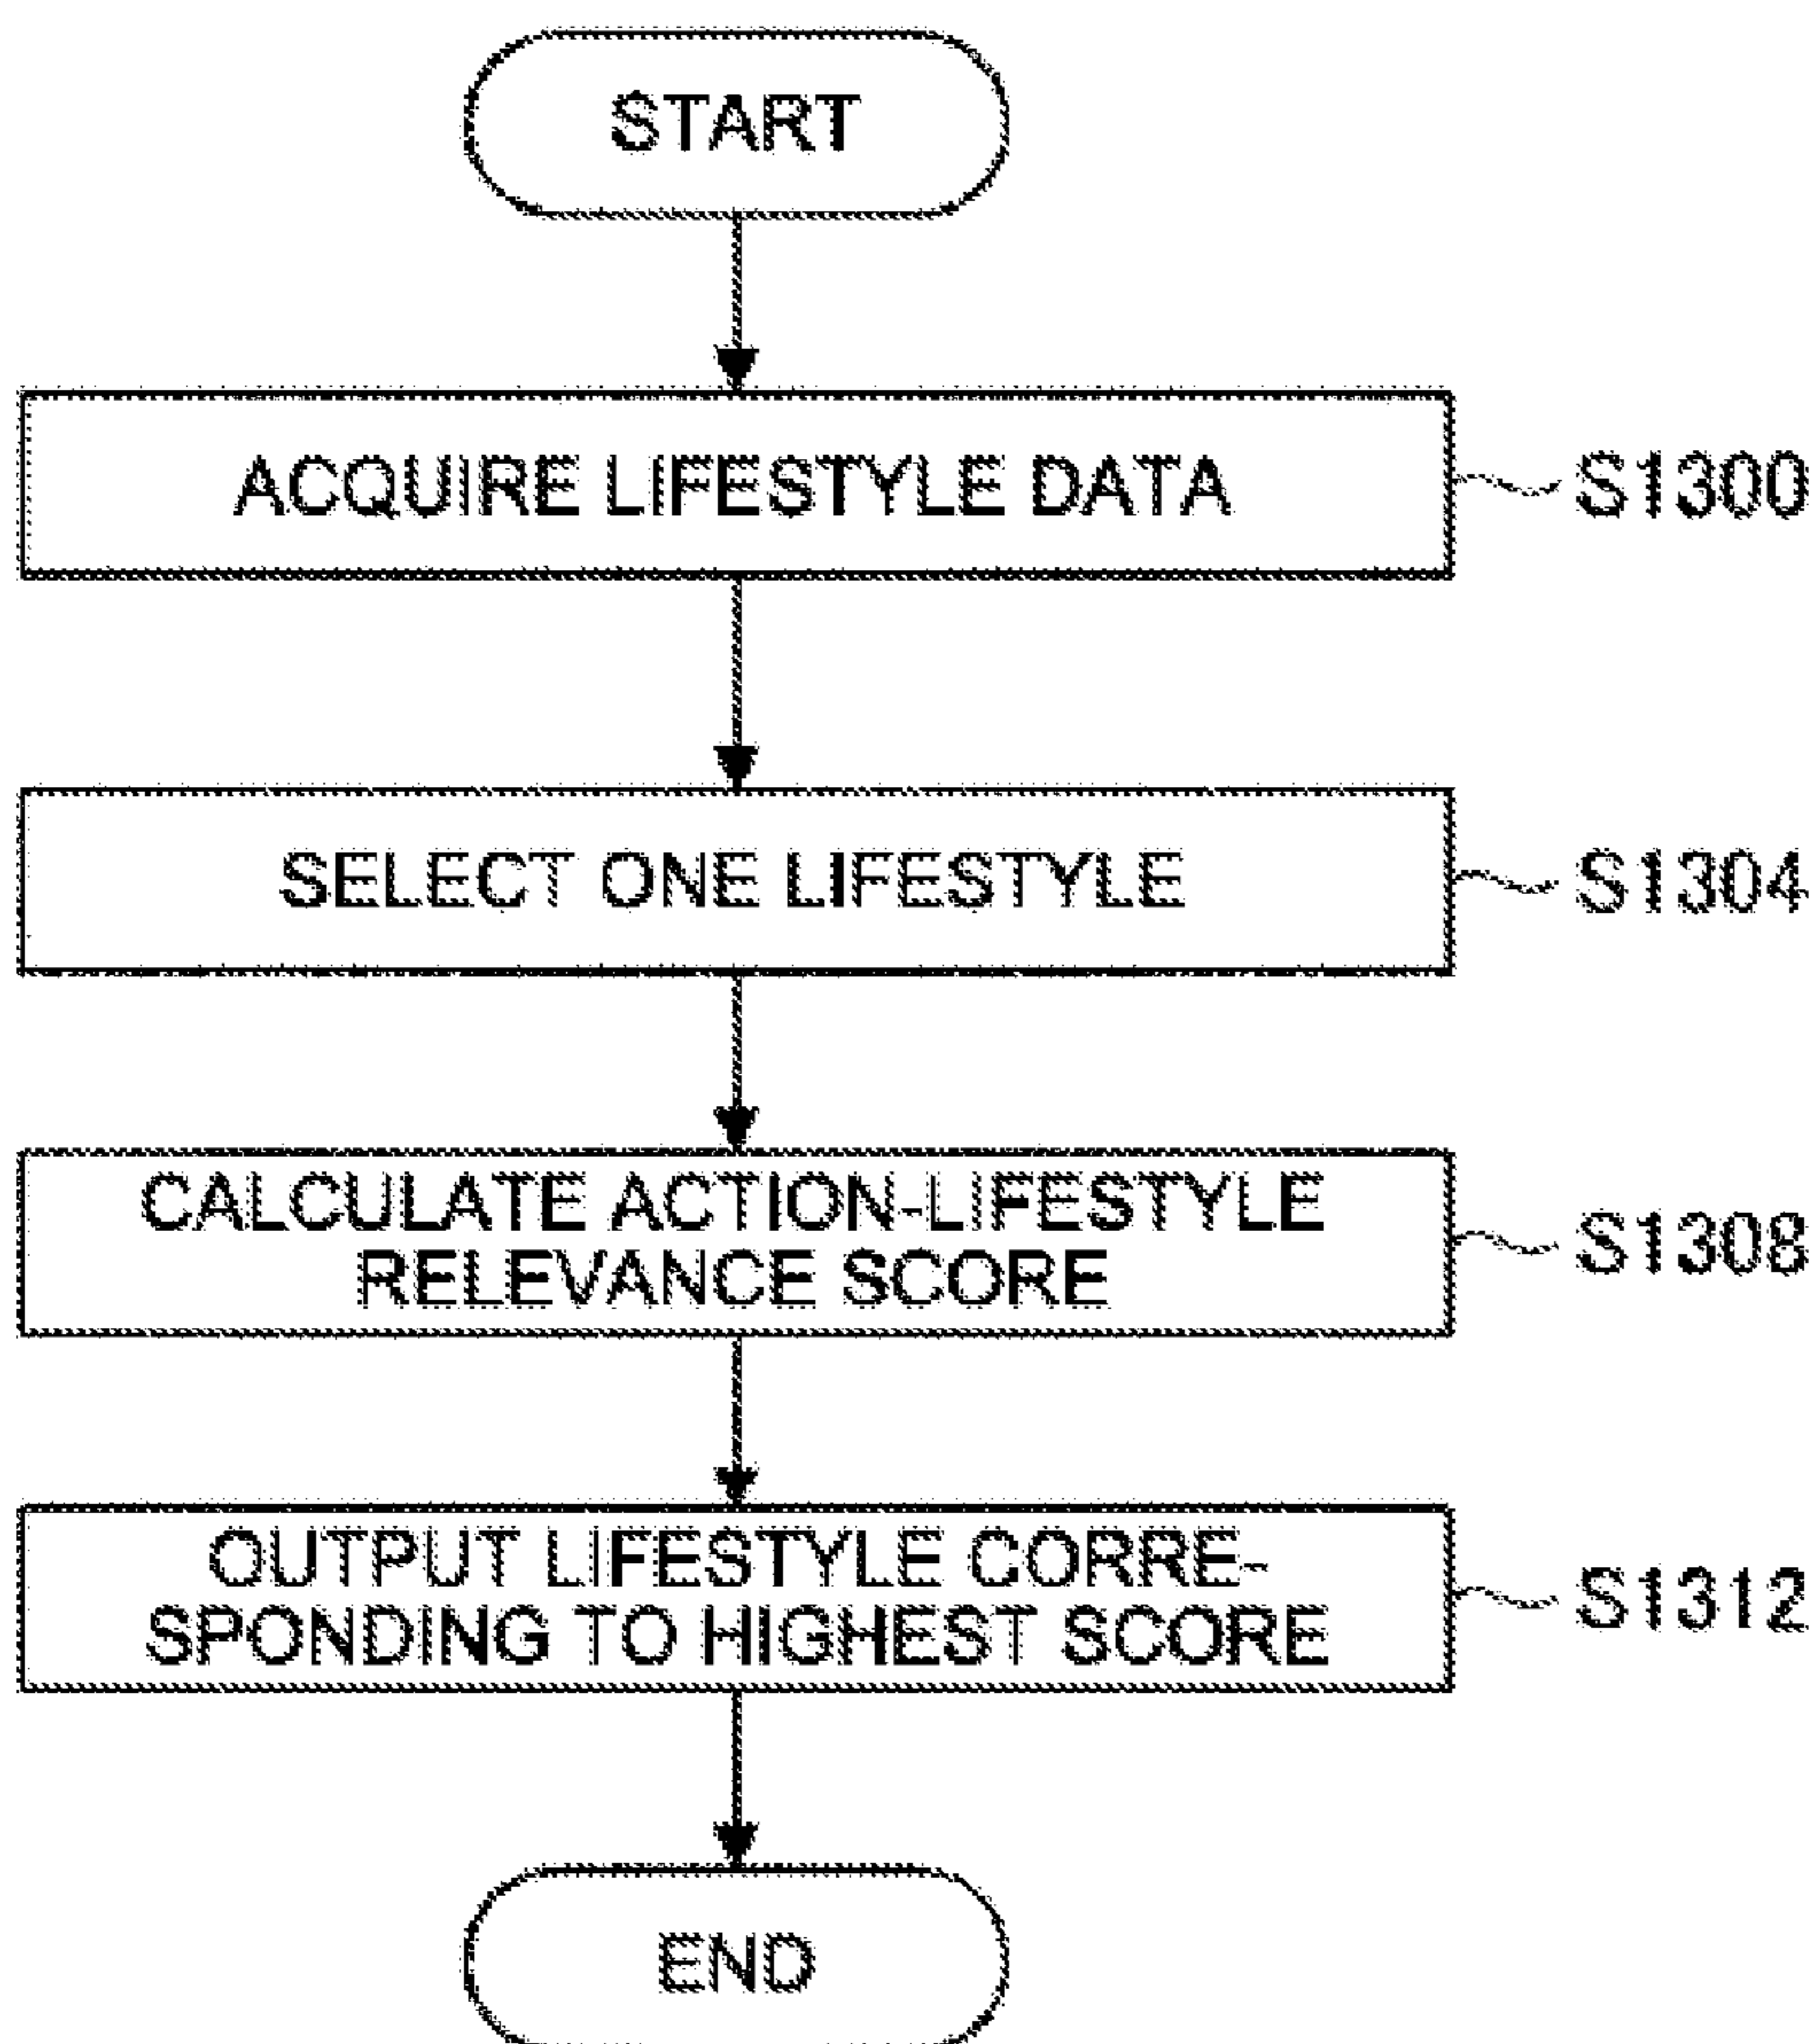 START
ACQUIRE LIFESTYLE DATA
S1300
SELECT ONE LIFESTYLE
S1304
CALCULATE ACTION-LIFESTYLE
RELEVANCE SCORE
S1308
OUTPUT LIFESTYLE CORRE-
SPONDING TO HIGHEST SCORE
S1312
END